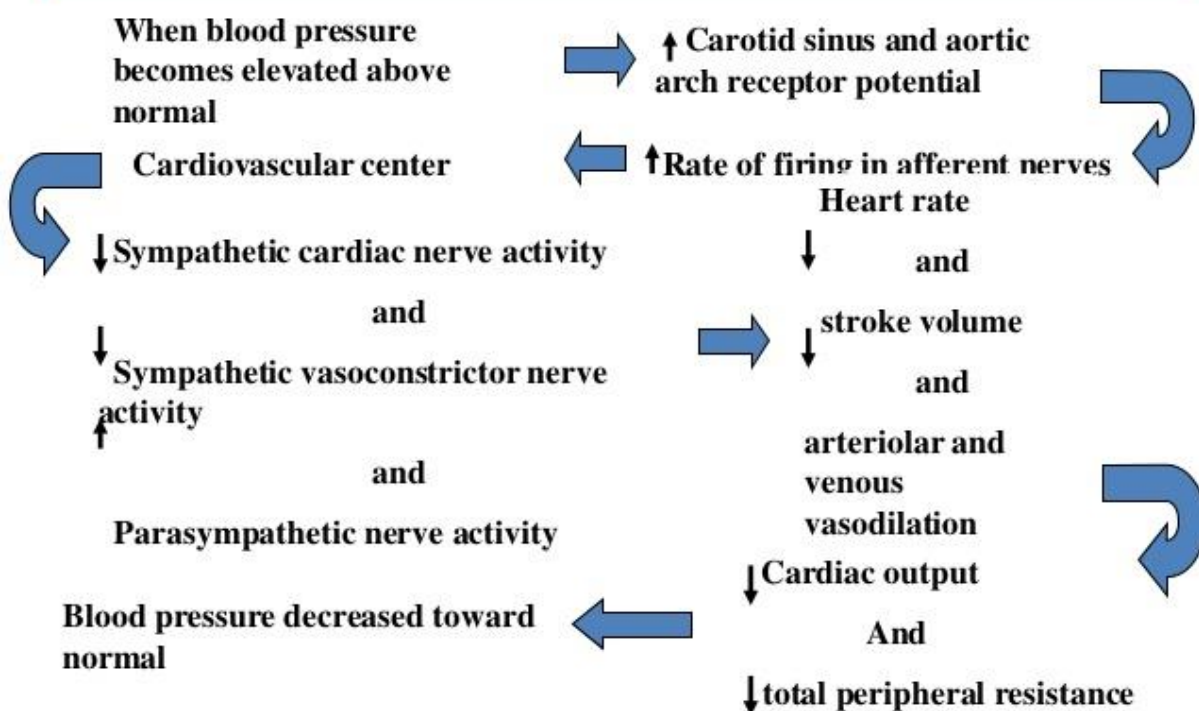 When blood pressure
becomes elevated above
normal
↑ Carotid sinus and aortic
arch receptor potential
↑ Rate of firing in afferent nerves
Cardiovascular center
↓ Sympathetic cardiac nerve activity
and
↓
Sympathetic vasoconstrictor nerve
activity
↑
and
Parasympathetic nerve activity
Heart rate
↓
and
stroke volume
↓
and
arteriolar and
venous
vasodilation
↓ Cardiac output
And
↓ total peripheral resistance
Blood pressure decreased toward
normal